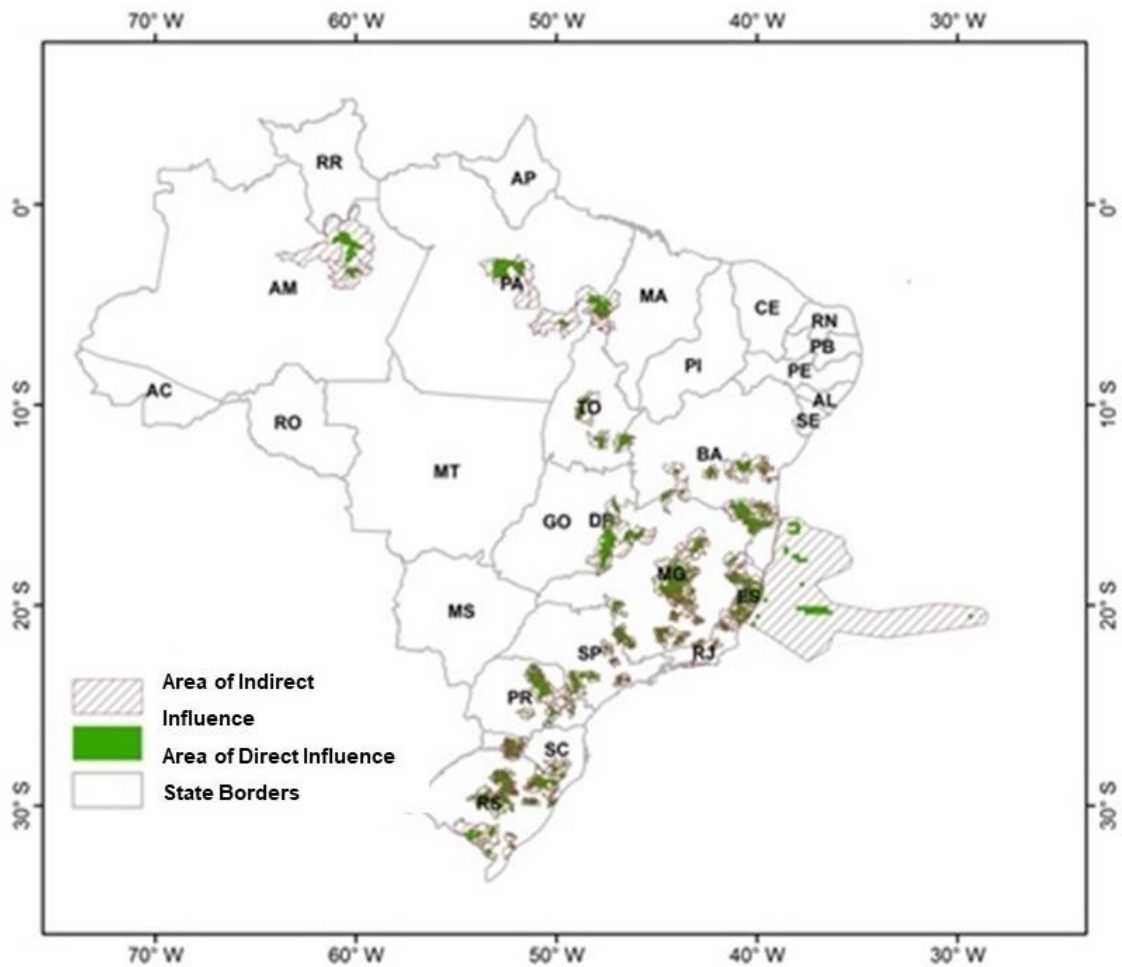 70° W 60° W 50° W 40° W 30° W
RR
AP
0° 0°
AM
PA
MA
CE
RN
PB
PI
PE
AC
AL
TO
SE
10° S 10° S
RO
BA
MT
GO
DF
MG
ES
20° S 20° S
MS
SP
RJ
PR
SC
RS
30° S 30° S
Area of Indirect
Influence
Area of Direct Influence
State Borders
70° W 60° W 50° W 40° W 30° W